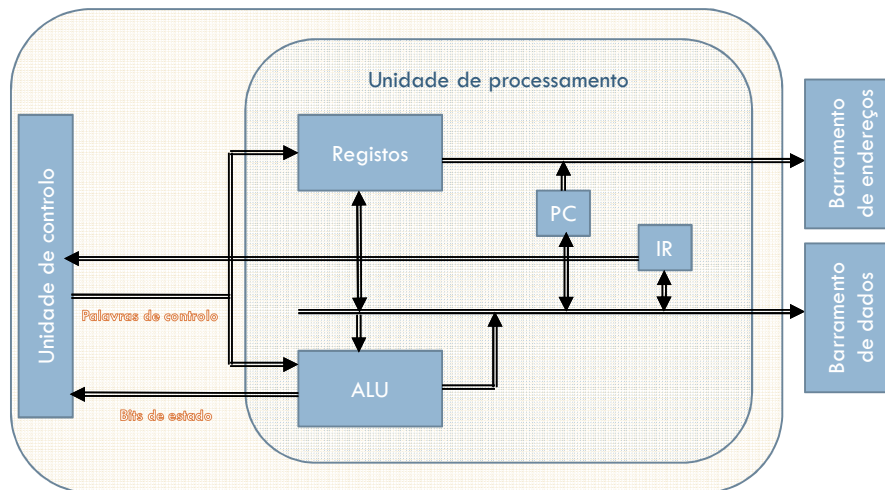 Unidade de processamento
Unidade de controlo
Registos
PC
IR
Palavras de controlo
ALU
Bits de estado
Barramento
de endereços
Barramento
de dados